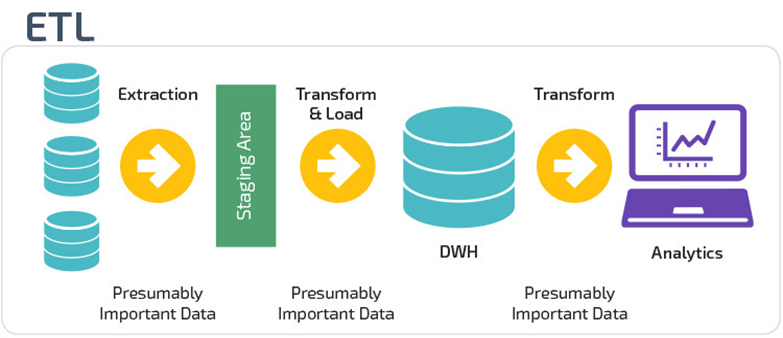 ETL
Extraction
Staging Area
Transform
& Load
DWH
Transform
Analytics
Presumably
Important Data
Presumably
Important Data
Presumably
Important Data